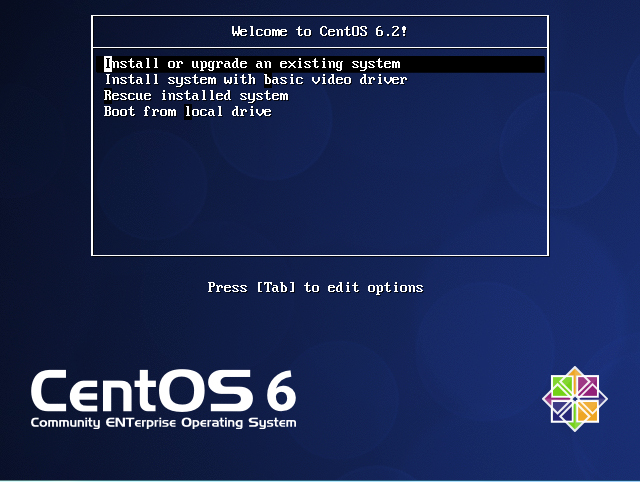 Welcome to CentOS 6.2!
Install or upgrade an existing system
Install system with basic video driver
Rescue installed system
Boot from local drive
Press [Tab] to edit options
CentOS 6
Community ENTerprise Operating System